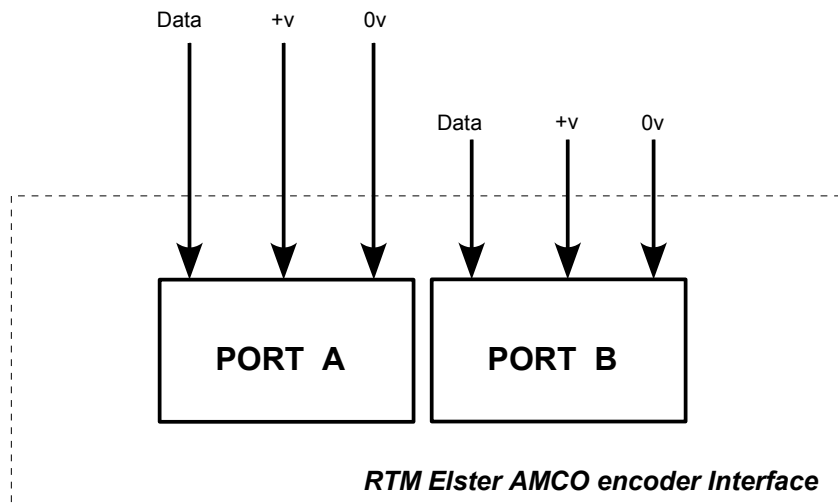 Data +v 0v
Data +v 0v
PORT A PORT B
RTM Elster AMCO encoder Interface